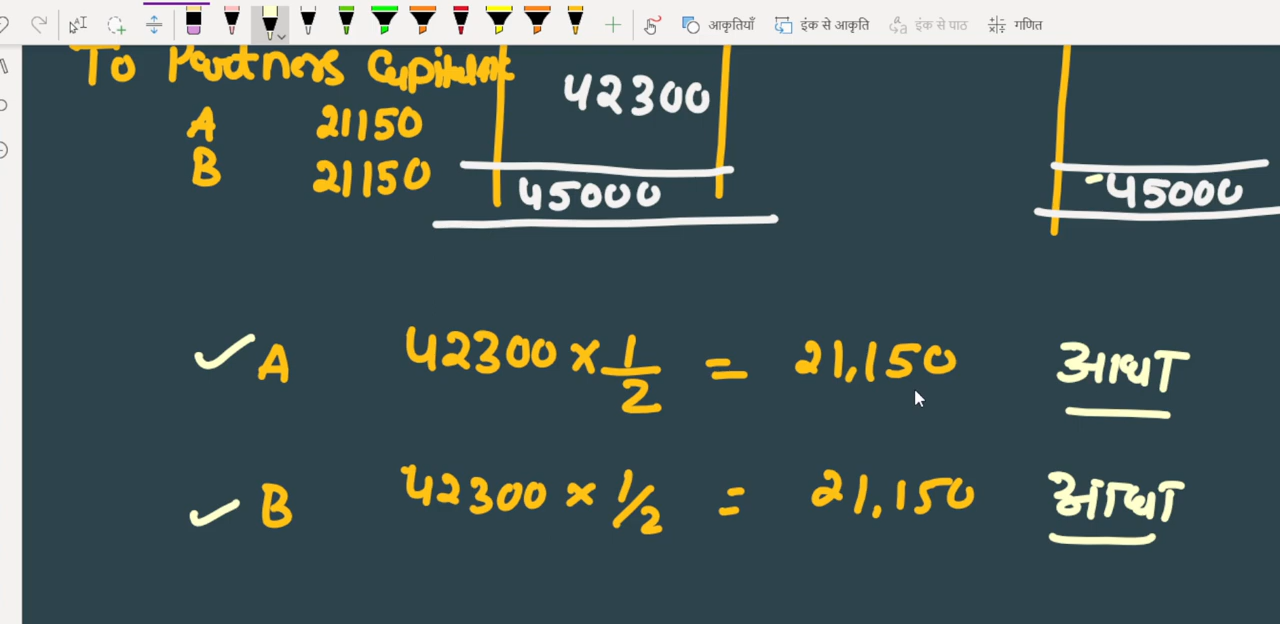 आकृतियाँ इंक से आकृति इंक से पाठ गणित
To Partners Capital A/c
42300
A 21150
B 21150
45000 45000
A 42300 × 1/2 = 21,150 आधा
B 42300 × 1/2 = 21,150 आधा